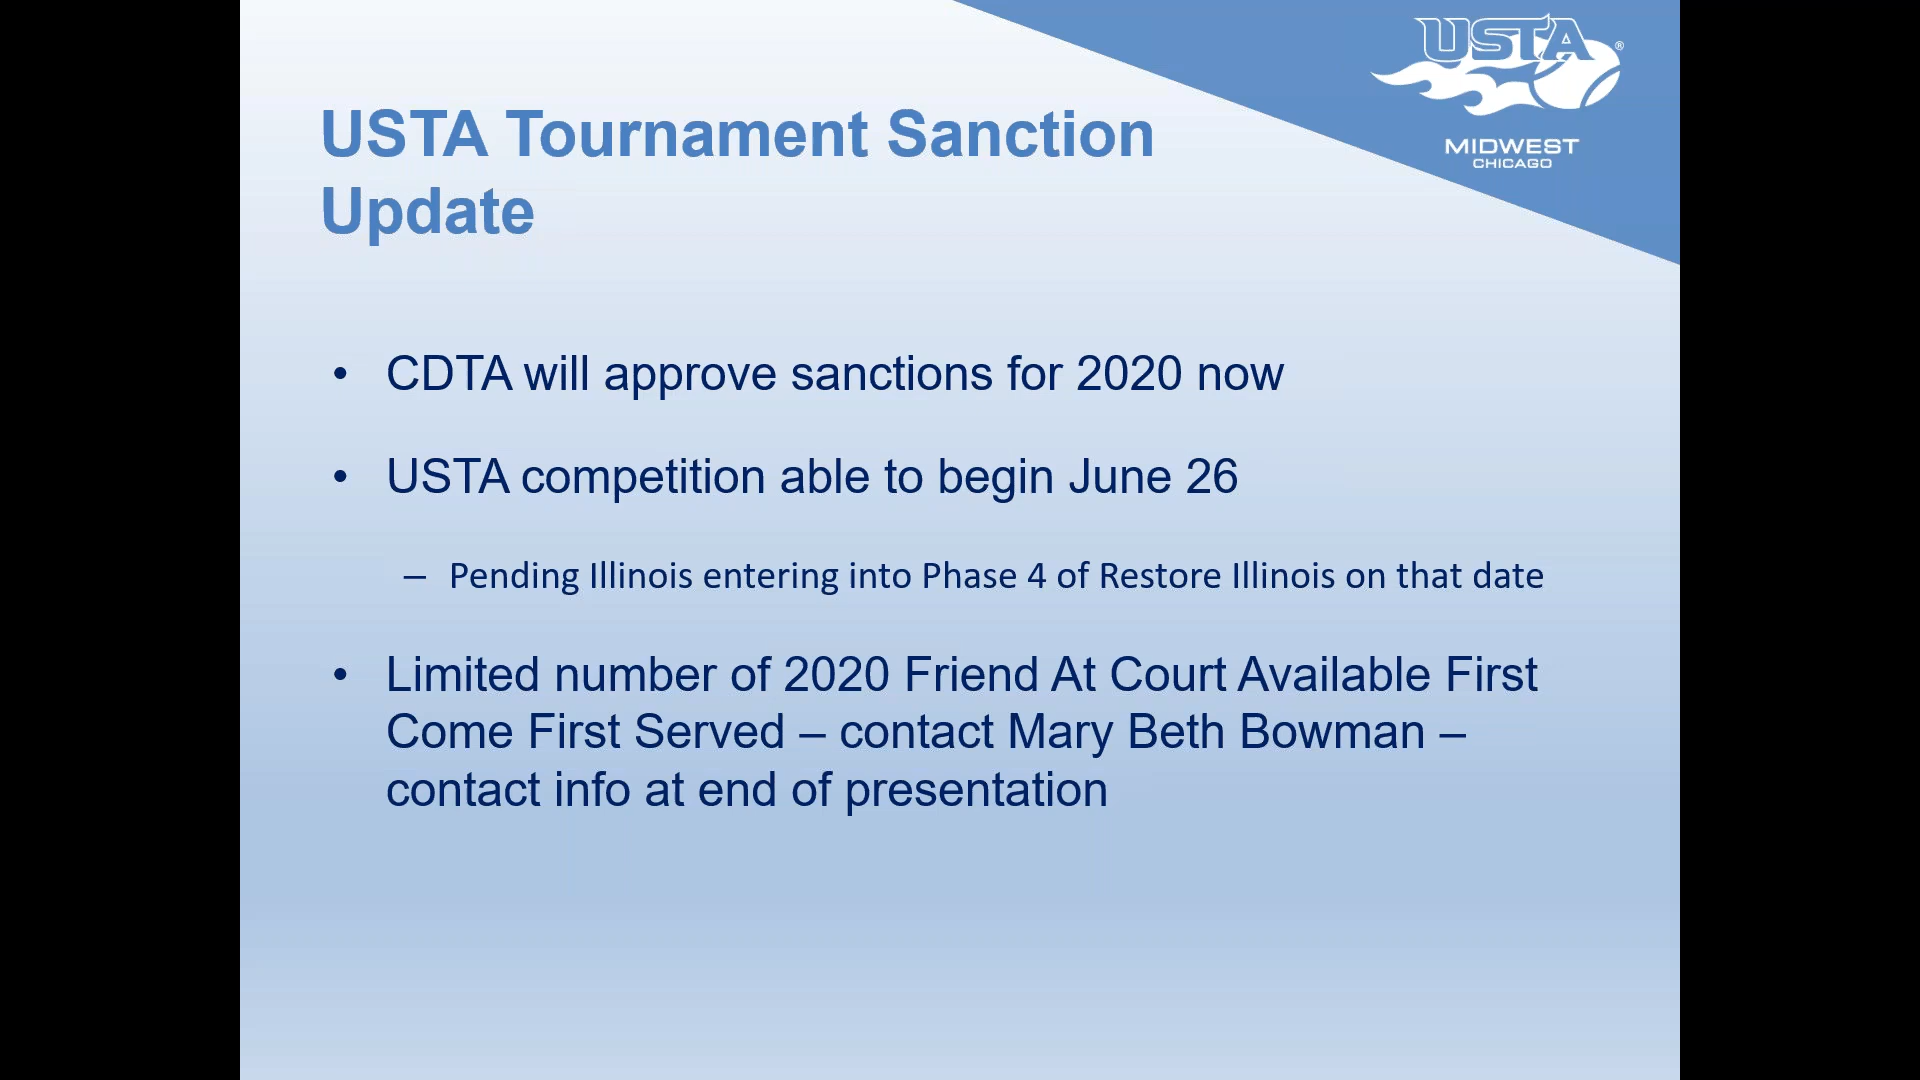 USTA®
MIDWEST
CHICAGO
USTA Tournament Sanction
Update
• CDTA will approve sanctions for 2020 now
• USTA competition able to begin June 26
– Pending Illinois entering into Phase 4 of Restore Illinois on that date
• Limited number of 2020 Friend At Court Available First
Come First Served – contact Mary Beth Bowman –
contact info at end of presentation